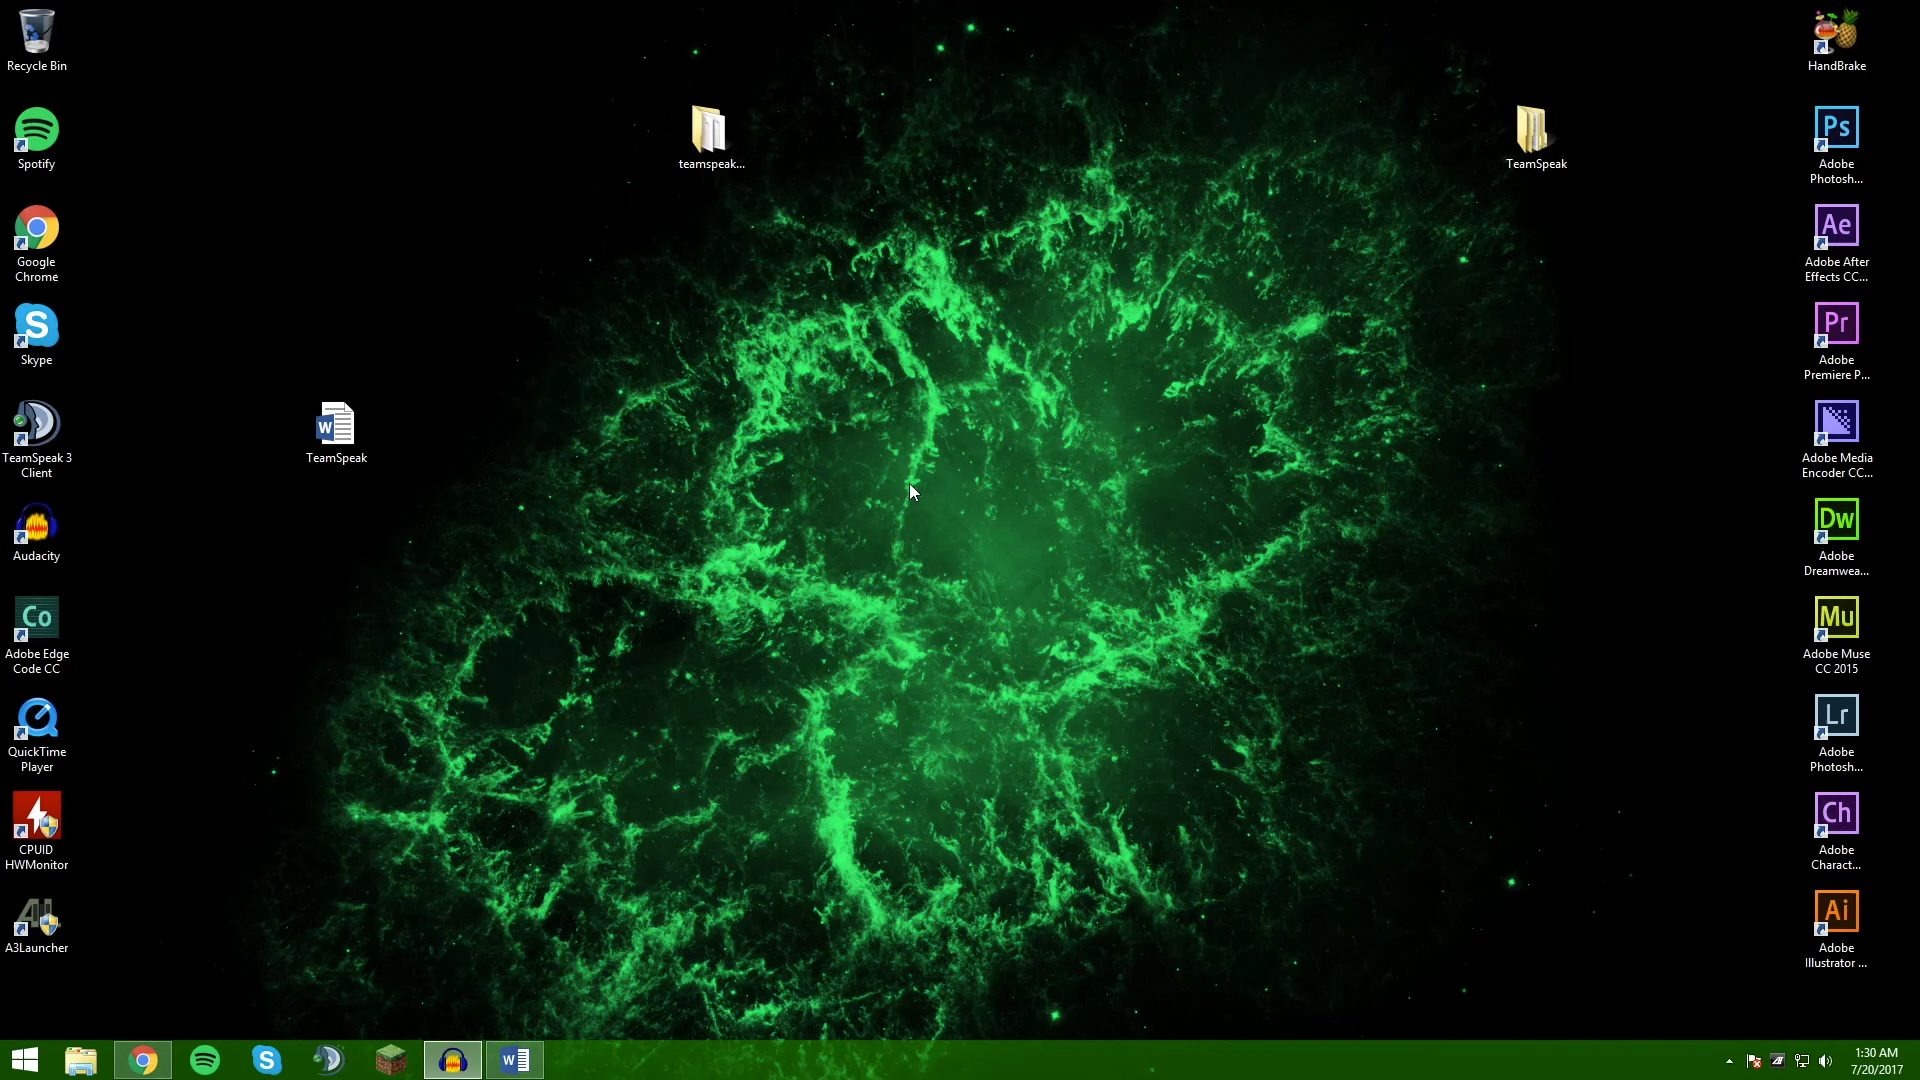 Recycle Bin
Spotify
Google
Chrome
S
Skype
TeamSpeak 3
Client
Audacity
Co
Adobe Edge
Code CC
QuickTime
Player
CPUID
HWMonitor
A3Launcher
W
TeamSpeak
teamspeak...
TeamSpeak
HandBrake
Ps
Adobe
Photosh...
Ae
Adobe After
Effects CC...
Pr
Adobe
Premiere P...
Adobe Media
Encoder CC...
Dw
Adobe
Dreamwea...
Mu
Adobe Muse
CC 2015
Lr
Adobe
Photosh...
Ch
Adobe
Charact...
Ai
Adobe
Illustrator ...
S
W
1:30 AM
7/20/2017